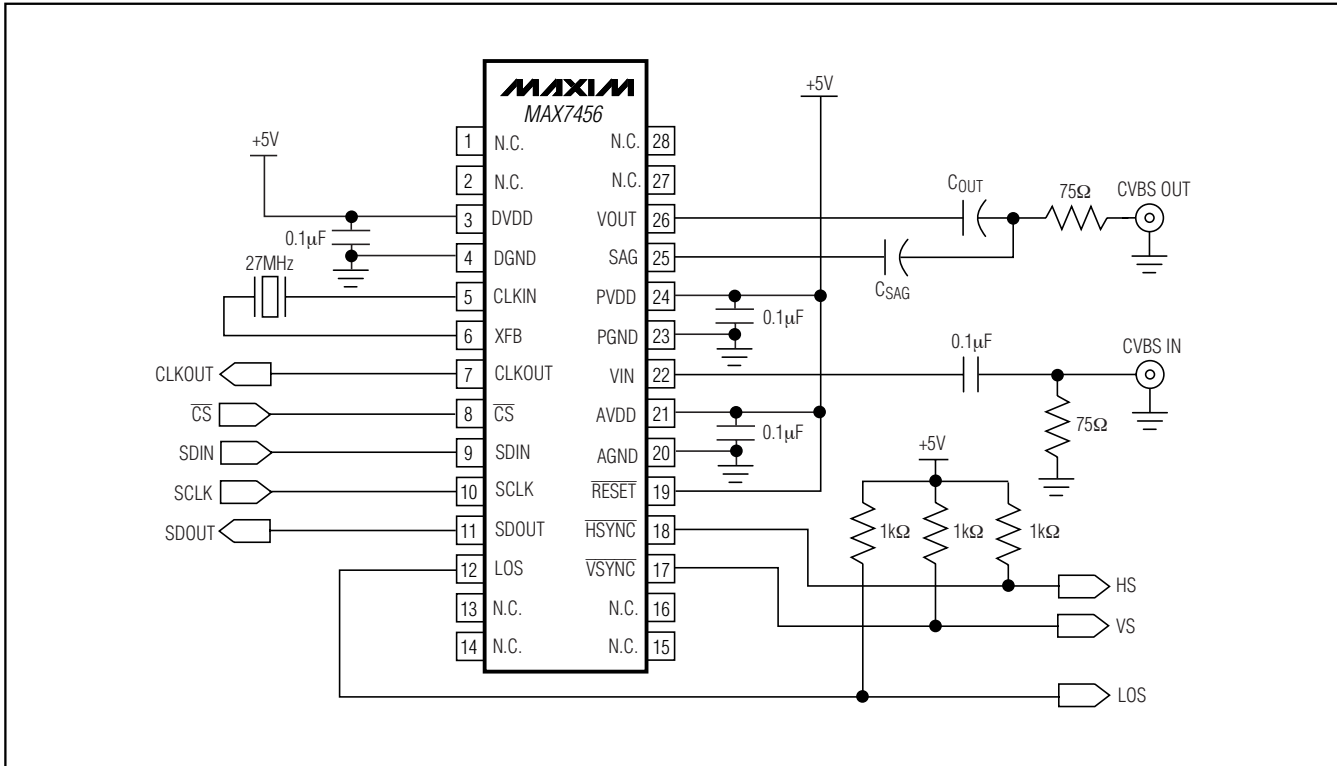 MAXIM
MAX7456
+5V
+5V
1 N.C.
N.C. 28
2 N.C.
N.C. 27
3 DVDD
VOUT 26
4 DGND
SAG 25
5 CLKIN
PVDD 24
6 XFB
PGND 23
7 CLKOUT
VIN 22
8 CS
AVDD 21
9 SDIN
AGND 20
10 SCLK
RESET 19
11 SDOUT
HSYNC 18
12 LOS
VSYNC 17
13 N.C.
N.C. 16
14 N.C.
N.C. 15
0.1µF
27MHz
CLKOUT
CS
SDIN
SCLK
SDOUT
COUT
75Ω
CVBS OUT
CSAG
0.1µF
0.1µF
CVBS IN
75Ω
0.1µF
+5V
1kΩ
1kΩ
1kΩ
HS
VS
LOS